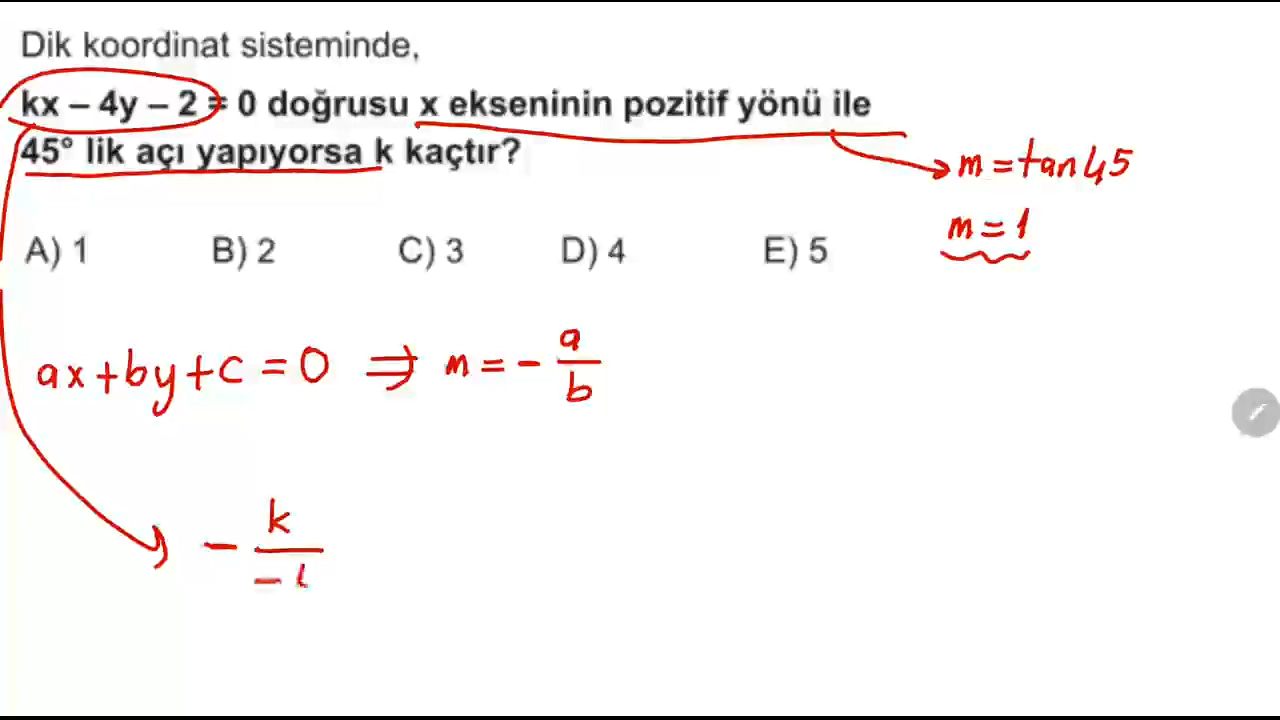 Dik koordinat sisteminde,
kx – 4y – 2 = 0 doğrusu x ekseninin pozitif yönü ile
45° lik açı yapıyorsa k kaçtır?
m = tan45
m = 1
A) 1 B) 2 C) 3 D) 4 E) 5
ax+by+c = 0 ⇒ m = - a/b
- k/-